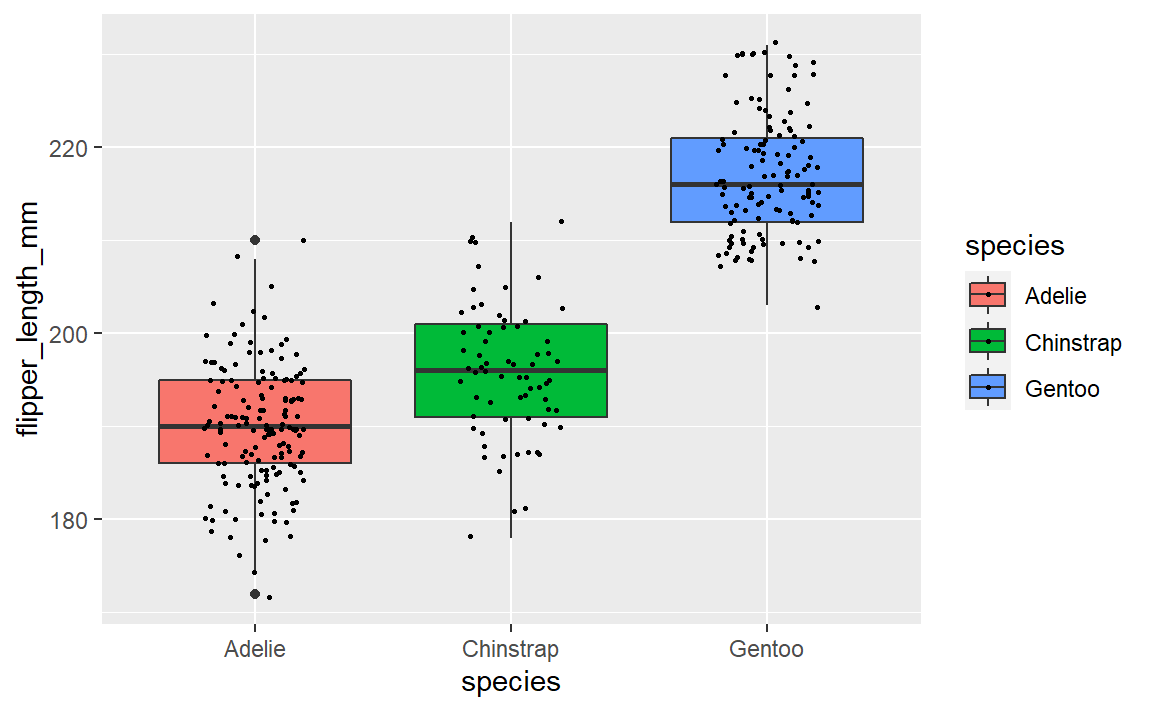 flipper_length_mm
220
200
180
Adelie
Chinstrap
Gentoo
species
species
Adelie
Chinstrap
Gentoo